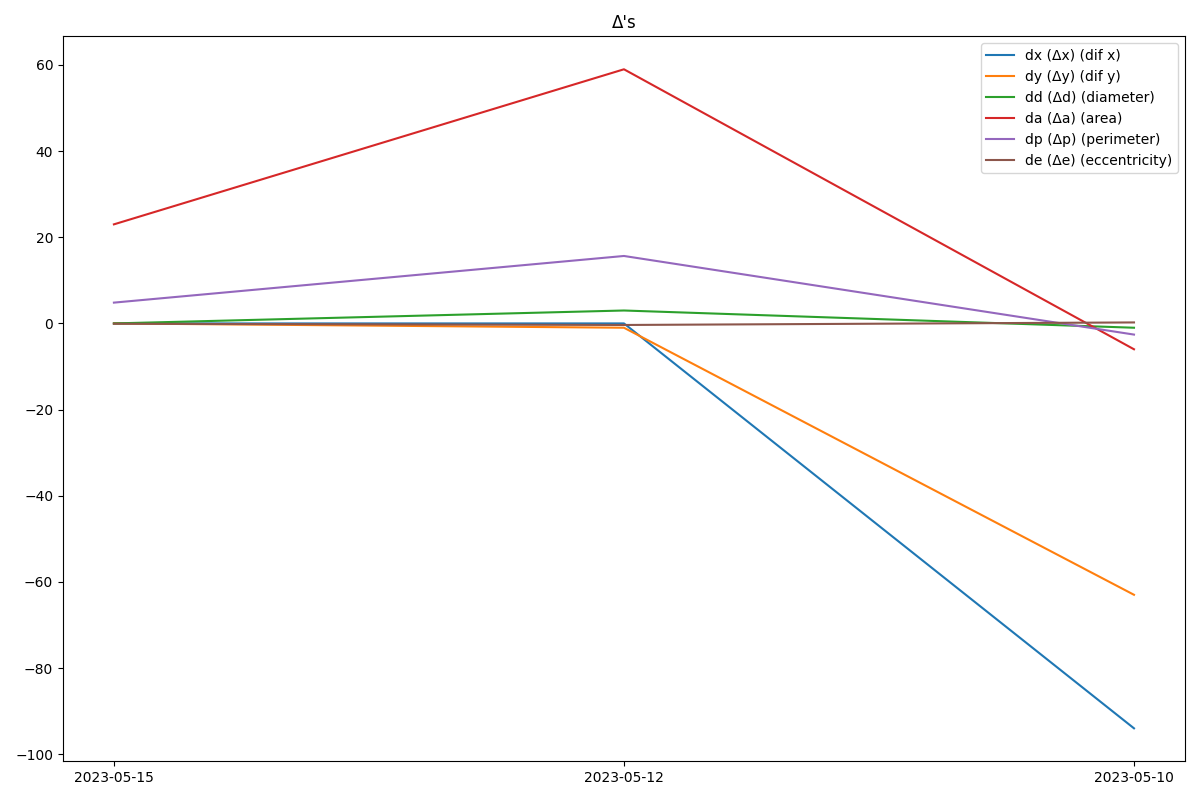 Δ's
60
40
20
0
−20
−40
−60
−80
−100
2023-05-15
2023-05-12
2023-05-10
dx (Δx) (dif x)
dy (Δy) (dif y)
dd (Δd) (diameter)
da (Δa) (area)
dp (Δp) (perimeter)
de (Δe) (eccentricity)